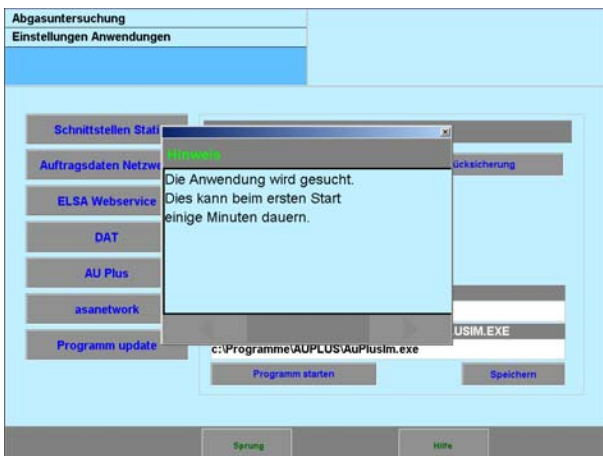 Abgasuntersuchung
Einstellungen Anwendungen
Schnittstellen Stati
Auftragsdaten Netzwe
ELSA Webservice
DAT
AU Plus
asanetwork
Programm update
Hinweis
Die Anwendung wird gesucht.
Dies kann beim ersten Start
einige Minuten dauern.
ücksicherung
USIM.EXE
c:\Programme\AUPLUS\AuPlusIm.exe
Programm starten
Speichern
Sprung
Hilfe